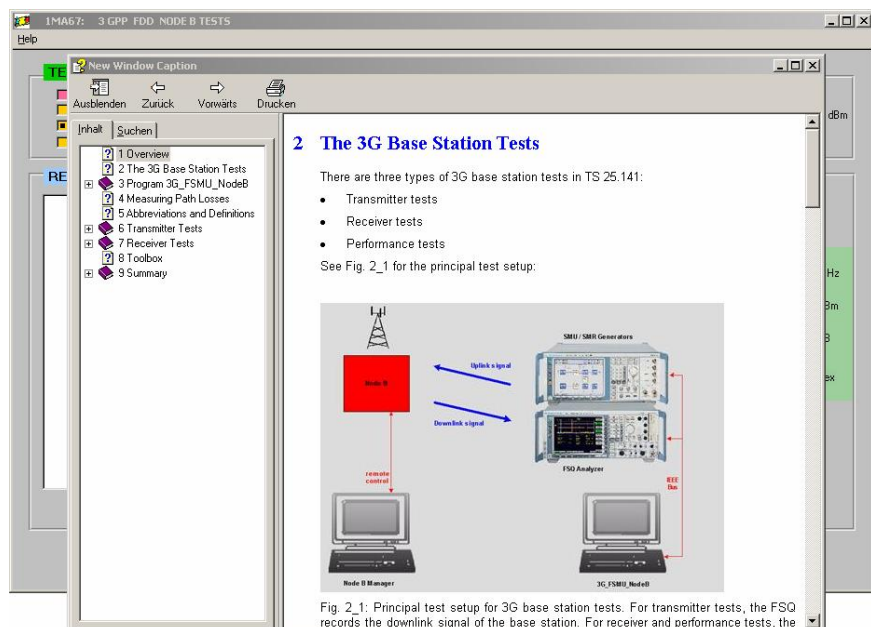 1MA67: 3 GPP FDD NODE B TESTS
Help
New Window Caption
Ausblenden Zurück Vorwärts Drucken
Inhalt Suchen
1 Overview
2 The 3G Base Station Tests
3 Program 3G_FSMU_NodeB
4 Measuring Path Losses
5 Abbreviations and Definitions
6 Transmitter Tests
7 Receiver Tests
8 Toolbox
9 Summary
TE
RE
2 The 3G Base Station Tests
There are three types of 3G base station tests in TS 25.141:
• Transmitter tests
• Receiver tests
• Performance tests
See Fig. 2_1 for the principal test setup:
SMU / SMR Generators
Node B
Uplink signal
Downlink signal
FSQ Analyzer
remote
control
IEEE
Bus
Node B Manager
3G_FSMU_NodeB
Fig. 2_1: Principal test setup for 3G base station tests. For transmitter tests, the FSQ
records the downlink signal of the base station. For receiver and performance tests, the
dBm
Hz
Bm
B
ex